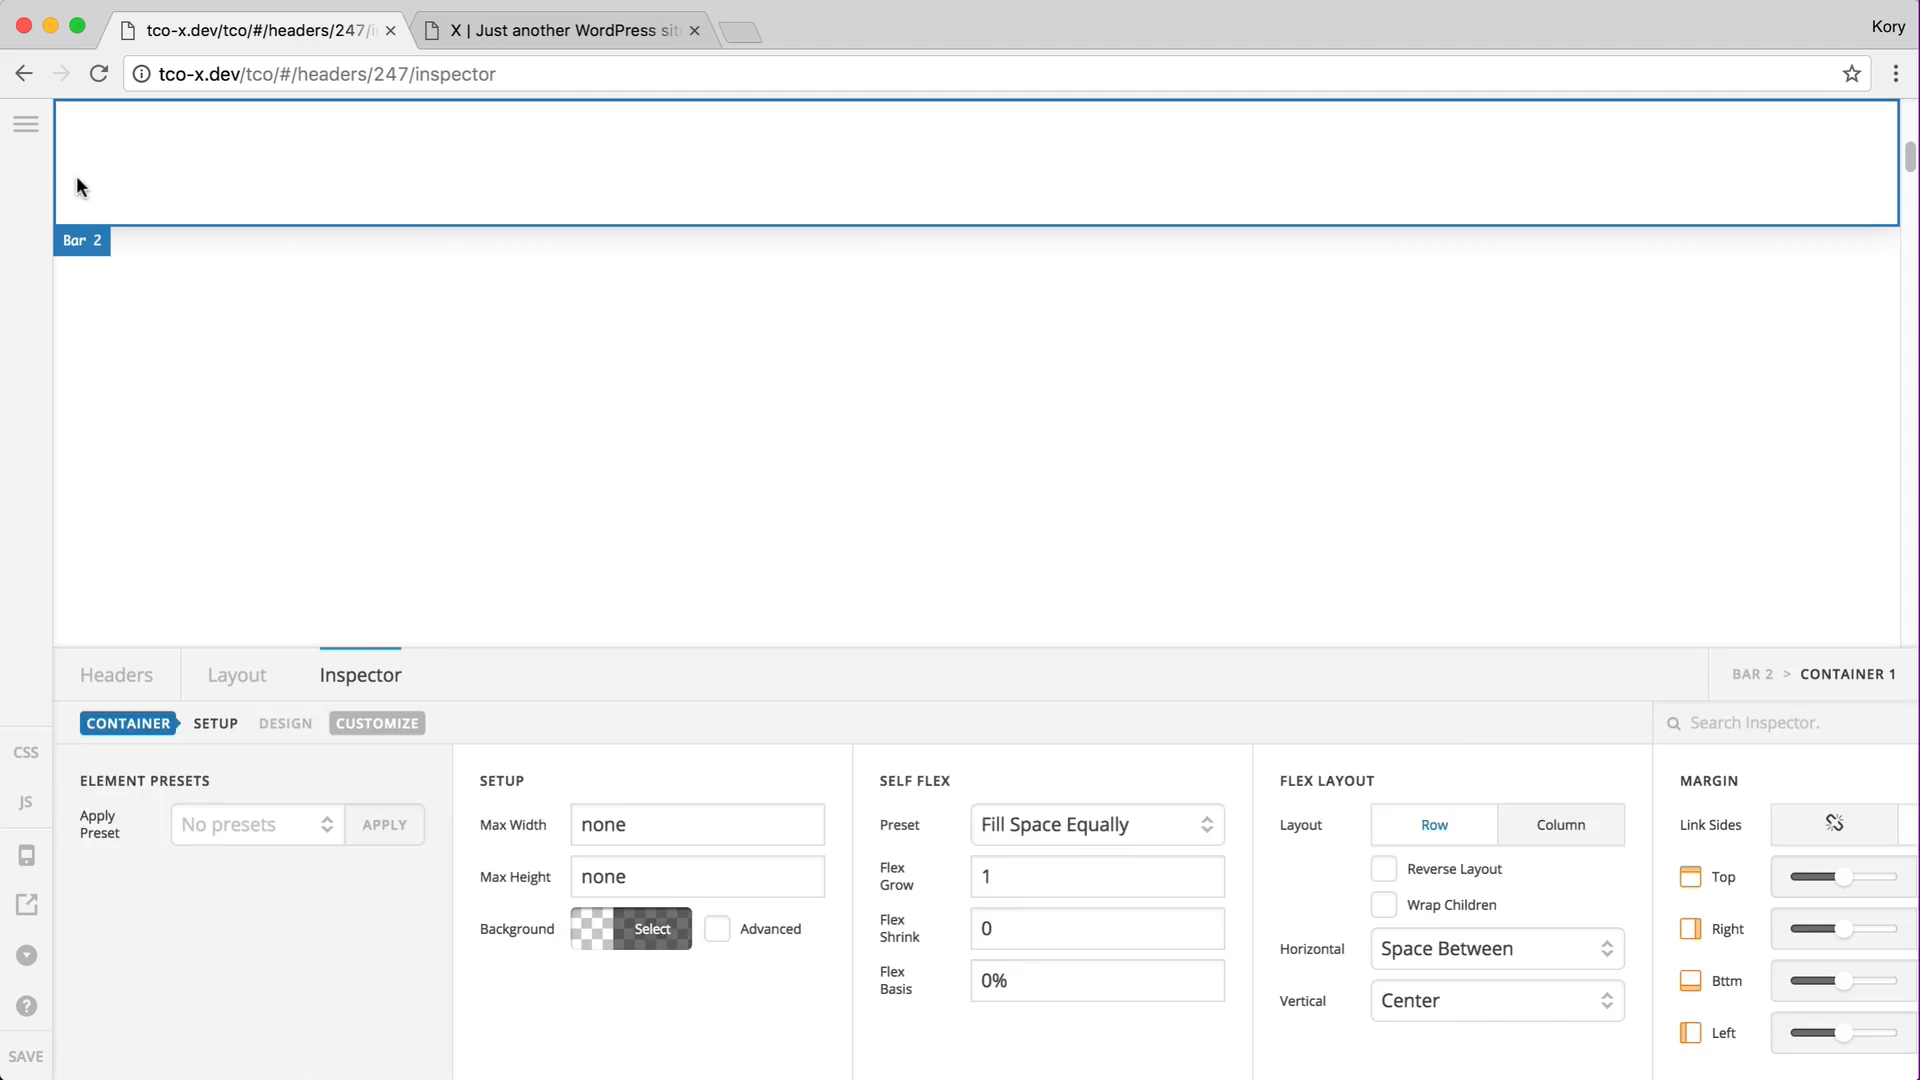 tco-x.dev/tco/#/headers/247/i
X | Just another WordPress sit
Kory
tco-x.dev/tco/#/headers/247/inspector
Bar 2
Headers
Layout
Inspector
BAR 2 > CONTAINER 1
CONTAINER
SETUP
DESIGN
CUSTOMIZE
Search Inspector.
CSS
JS
SAVE
ELEMENT PRESETS
Apply Preset
No presets
APPLY
SETUP
Max Width
none
Max Height
none
Background
Select
Advanced
SELF FLEX
Preset
Fill Space Equally
Flex Grow
1
Flex Shrink
0
Flex Basis
0%
FLEX LAYOUT
Layout
Row
Column
Reverse Layout
Wrap Children
Horizontal
Space Between
Vertical
Center
MARGIN
Link Sides
Top
Right
Bttm
Left